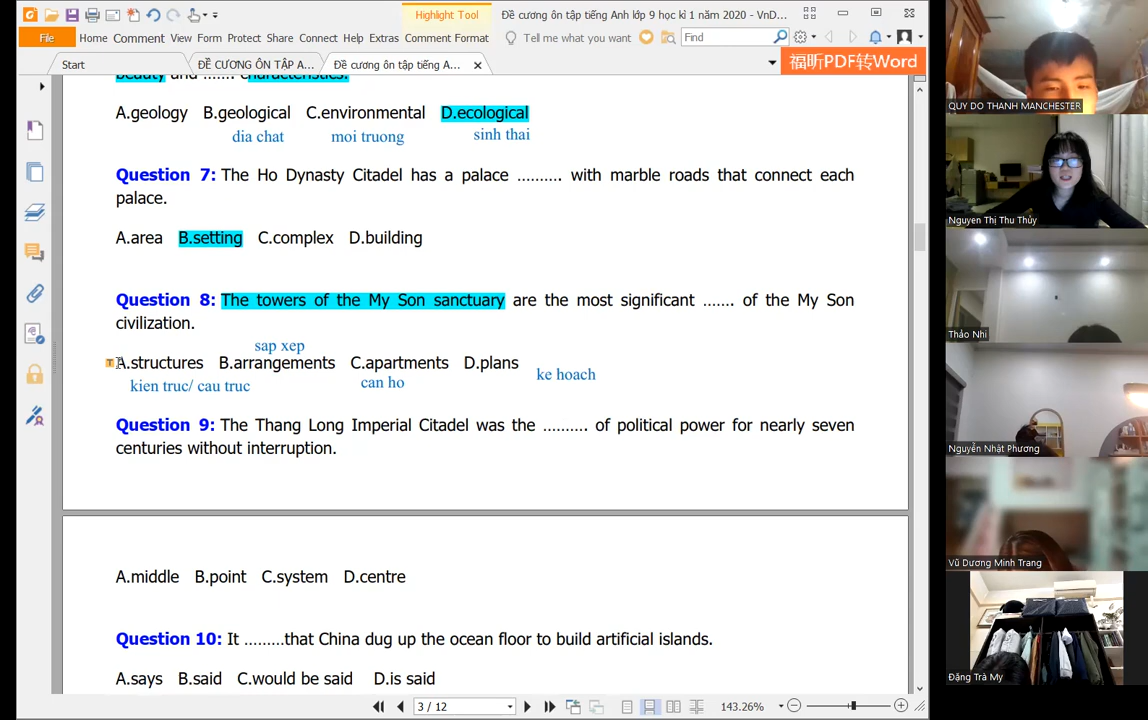 Highlight Tool
Đề cương ôn tập tiếng Anh lớp 9 học kì 1 năm 2020 - VnD...
File Home Comment View Form Protect Share Connect Help Extras Comment Format
Tell me what you want
Find
Start
ĐỀ CƯƠNG ÔN TẬP A...
Đề cương ôn tập tiếng A...
福昕PDF转Word
beauty and ....... characteristics.
A.geology B.geological C.environmental D.ecological
dia chat moi truong sinh thai
Question 7: The Ho Dynasty Citadel has a palace ......... with marble roads that connect each
palace.
A.area B.setting C.complex D.building
Question 8: The towers of the My Son sanctuary are the most significant ....... of the My Son
civilization.
sap xep
A.structures B.arrangements C.apartments D.plans
kien truc/ cau truc can ho ke hoach
Question 9: The Thang Long Imperial Citadel was the ......... of political power for nearly seven
centuries without interruption.
A.middle B.point C.system D.centre
Question 10: It .........that China dug up the ocean floor to build artificial islands.
A.says B.said C.would be said D.is said
3 / 12
143.26%
QUY DO THANH MANCHESTER
Nguyen Thị Thu Thủy
Thảo Nhi
Nguyễn Nhật Phương
Vũ Dương Minh Trang
Đặng Trà My